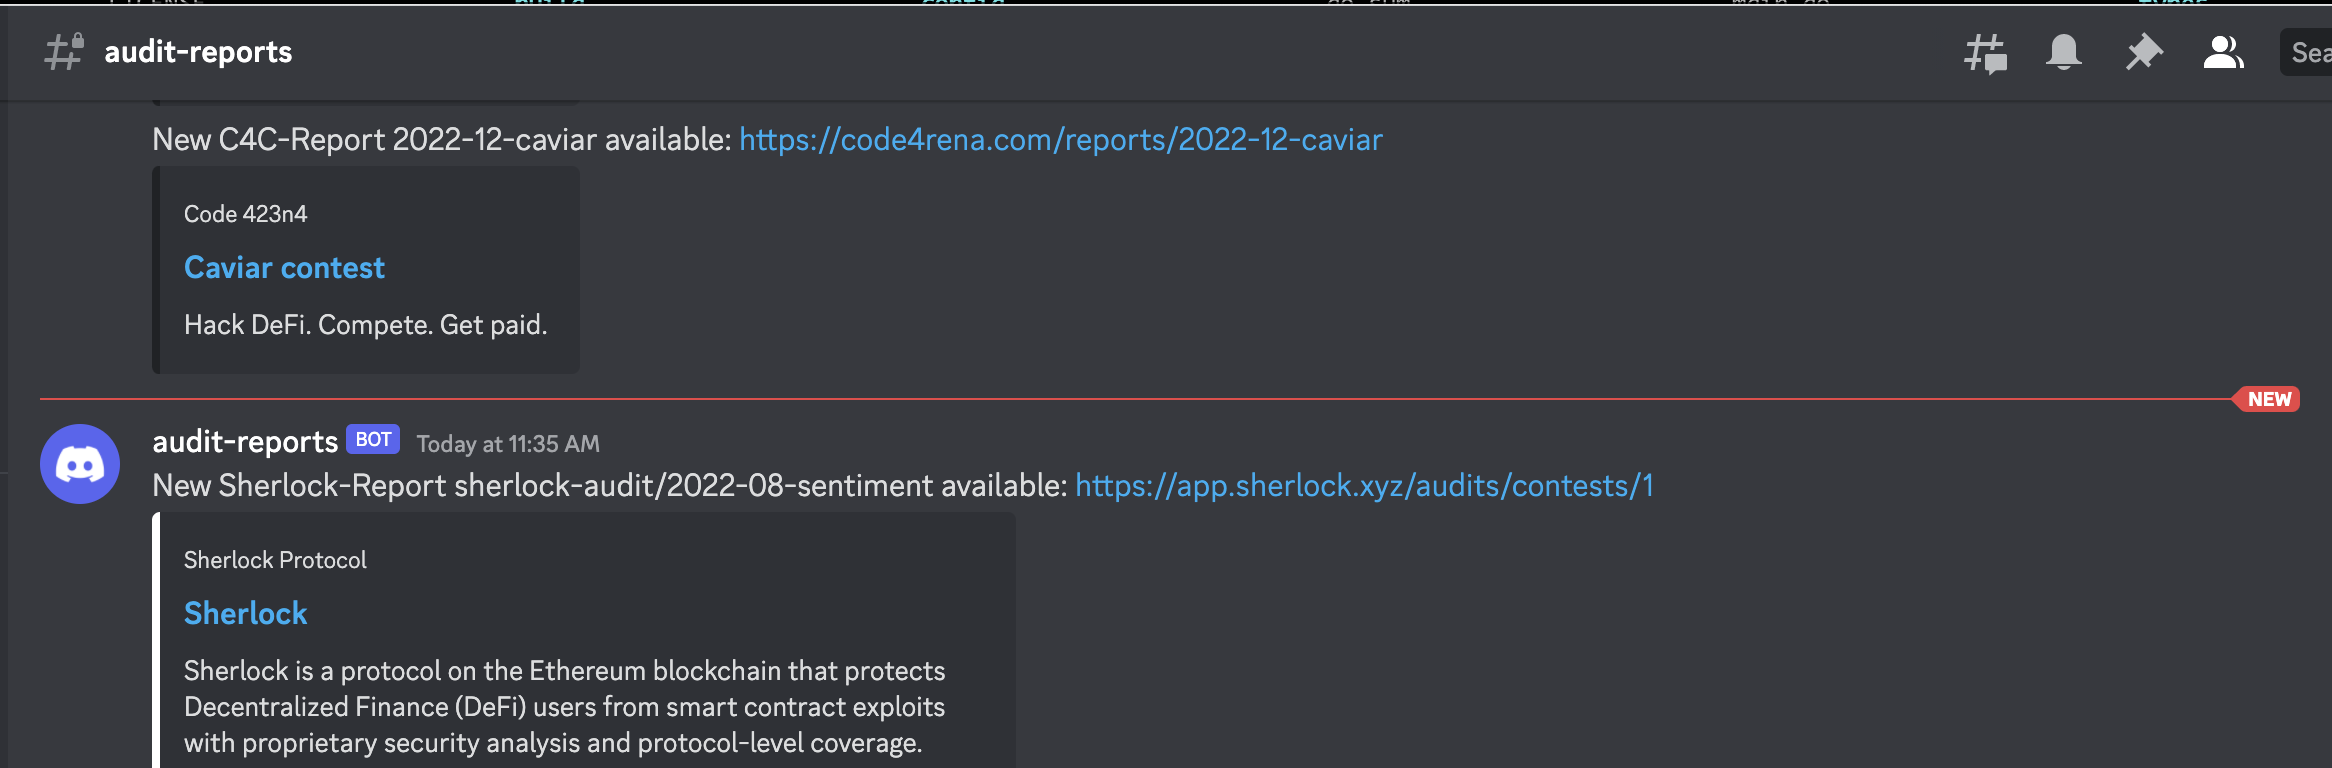 audit-reports
Sea
New C4C-Report 2022-12-caviar available: https://code4rena.com/reports/2022-12-caviar
Code 423n4
Caviar contest
Hack DeFi. Compete. Get paid.
NEW
audit-reports BOT Today at 11:35 AM
New Sherlock-Report sherlock-audit/2022-08-sentiment available: https://app.sherlock.xyz/audits/contests/1
Sherlock Protocol
Sherlock
Sherlock is a protocol on the Ethereum blockchain that protects
Decentralized Finance (DeFi) users from smart contract exploits
with proprietary security analysis and protocol-level coverage.